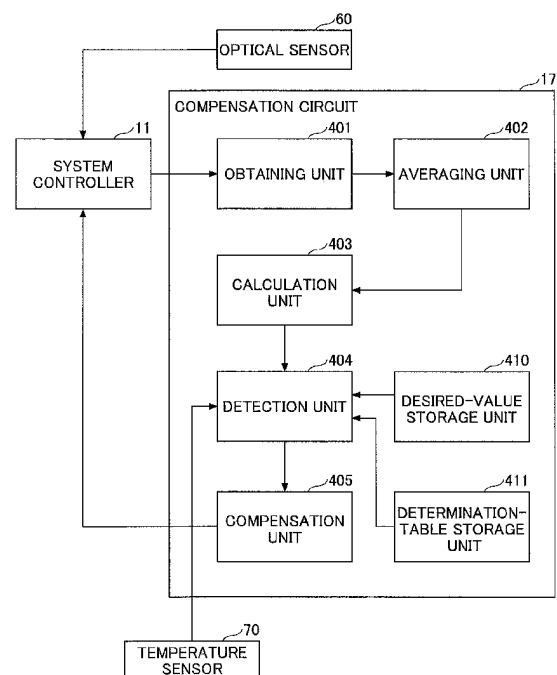 60
OPTICAL SENSOR
17
COMPENSATION CIRCUIT
11
SYSTEM
CONTROLLER
401
OBTAINING UNIT
402
AVERAGING UNIT
403
CALCULATION
UNIT
404
DETECTION UNIT
410
DESIRED-VALUE
STORAGE UNIT
405
COMPENSATION
UNIT
411
DETERMINATION-
TABLE STORAGE
UNIT
70
TEMPERATURE
SENSOR